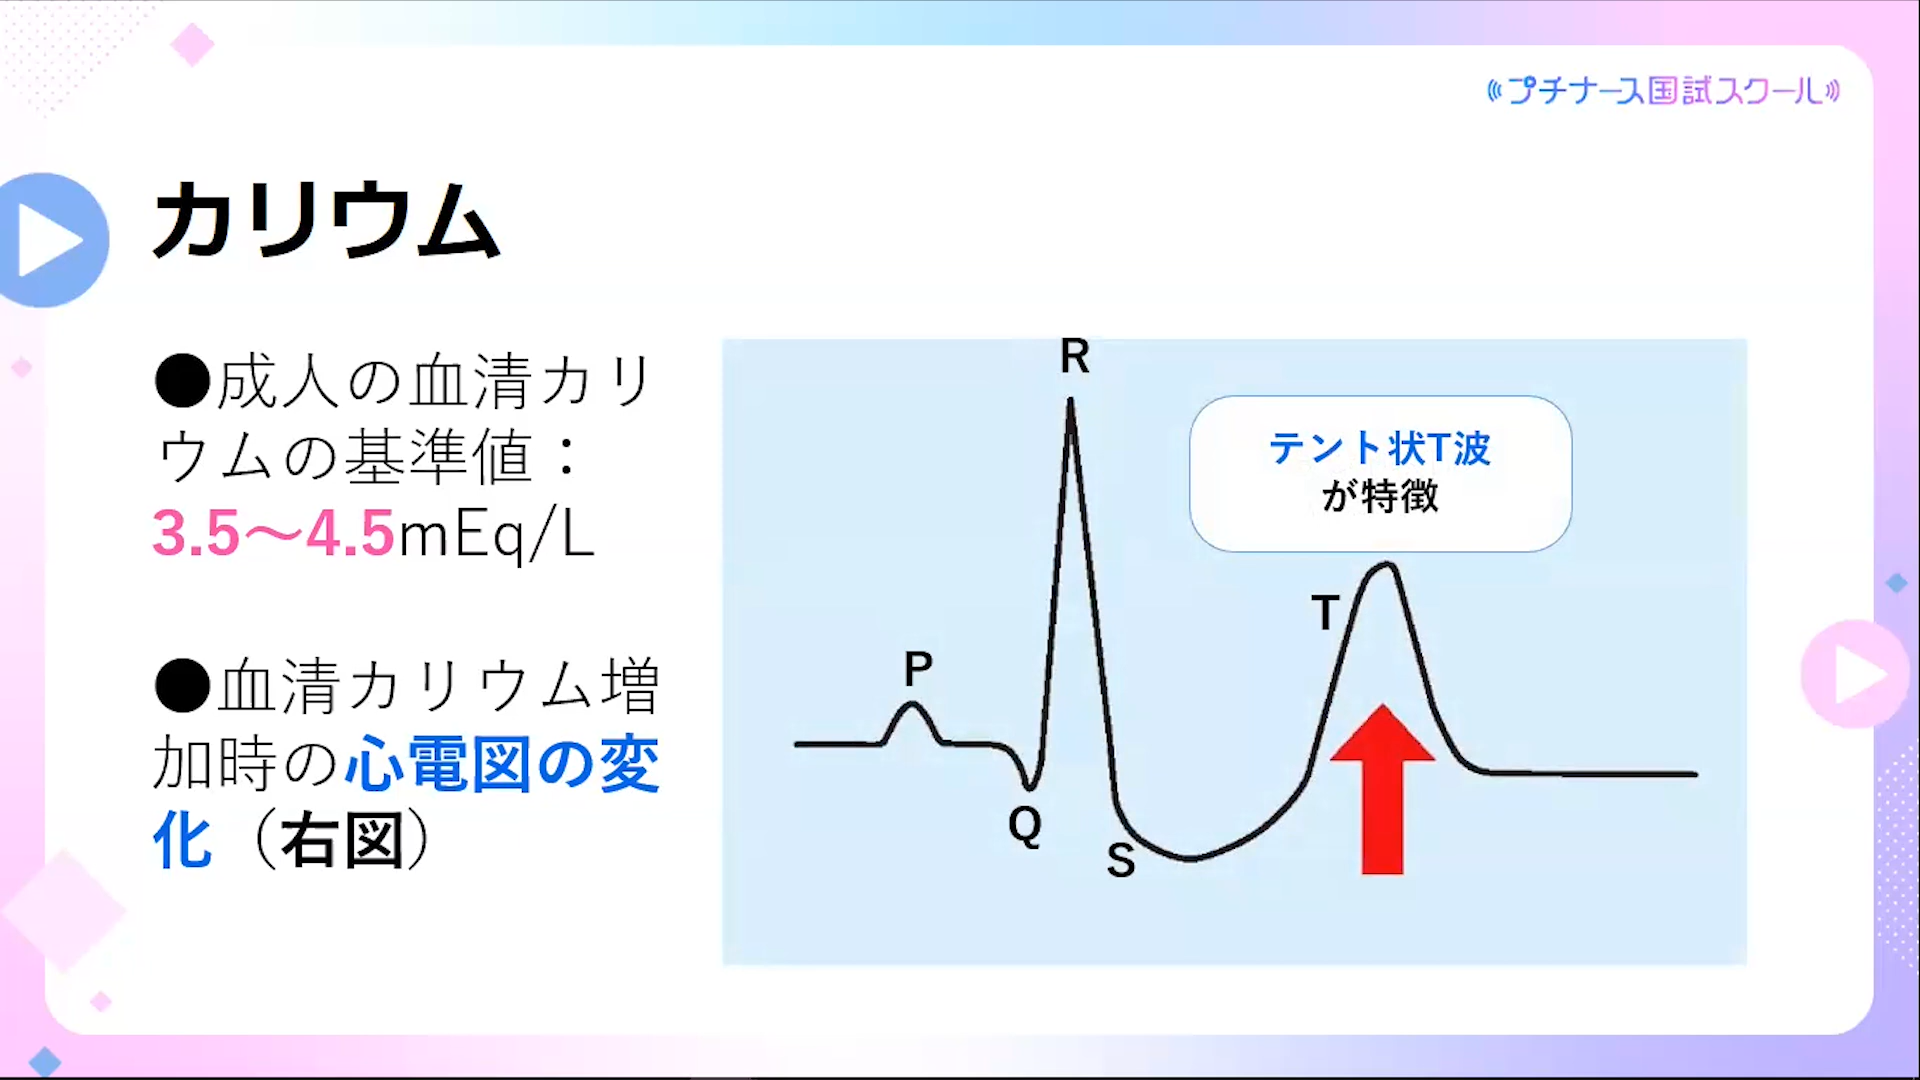 プチナース国試スクール
カリウム
●成人の血清カリ
ウムの基準値：
3.5～4.5mEq/L
●血清カリウム増
加時の心電図の変
化（右図）
R
テント状T波
が特徴
T
P
Q
S